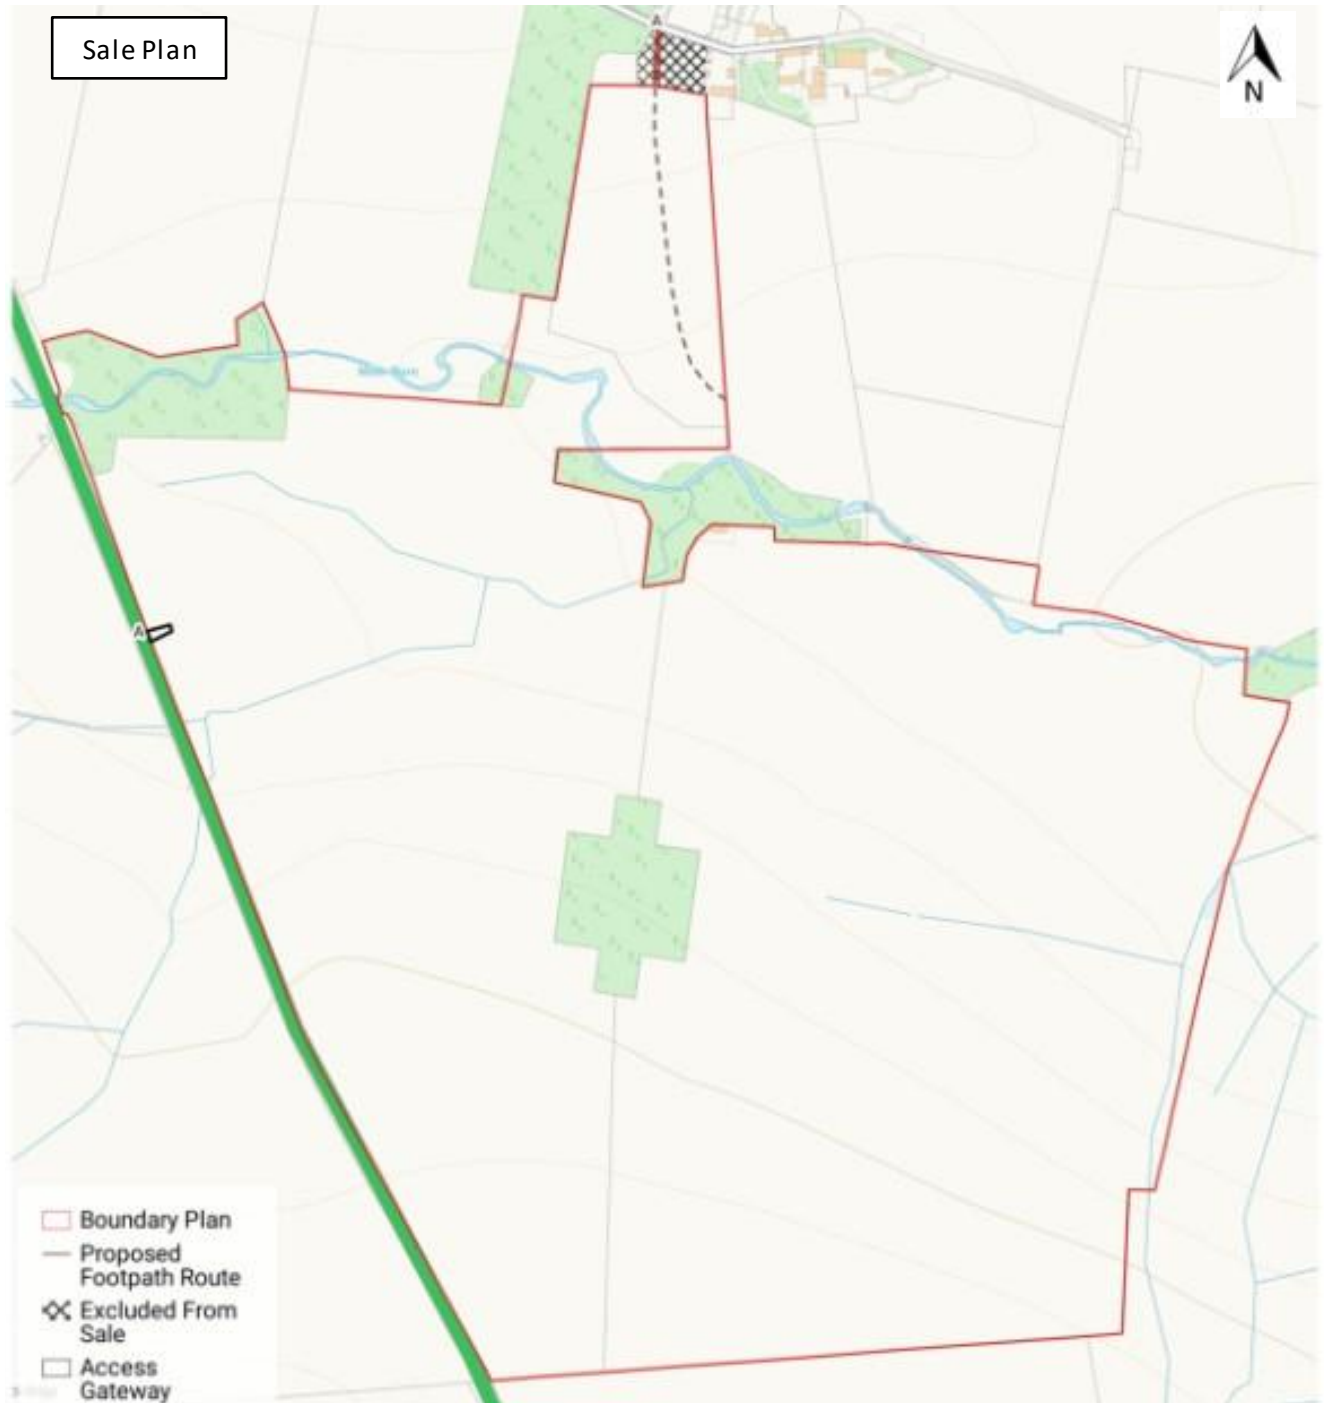 Sale Plan
A
N
A
Boundary Plan
Proposed
Footpath Route
Excluded From
Sale
Access
Gateway